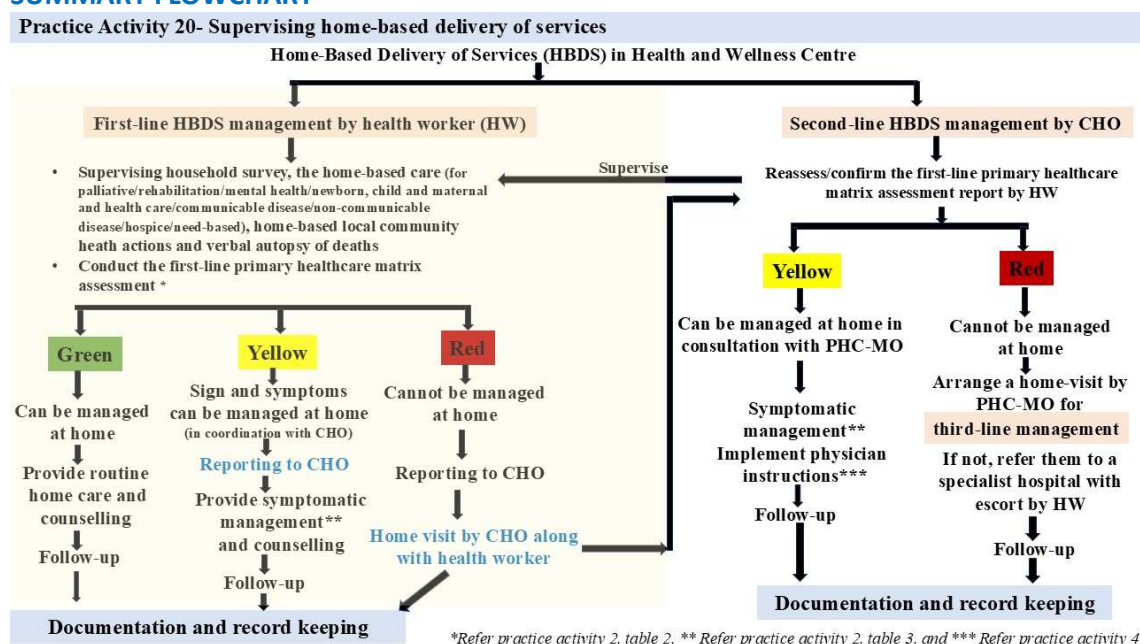 SUMMARY FLOWCHART
Practice Activity 20- Supervising home-based delivery of services
Home-Based Delivery of Services (HBDS) in Health and Wellness Centre
First-line HBDS management by health worker (HW)
• Supervising household survey, the home-based care (for
palliative/rehabilitation/mental health/newborn, child and maternal
and health care/communicable disease/non-communicable
disease/hospice/need-based), home-based local community
heath actions and verbal autopsy of deaths
• Conduct the first-line primary healthcare matrix
assessment *
Green
Can be managed
at home
Provide routine
home care and
counselling
Follow-up
Yellow
Sign and symptoms
can be managed at home
(in coordination with CHO)
Reporting to CHO
Provide symptomatic
management**
and counselling
Follow-up
Red
Cannot be managed
at home
Reporting to CHO
Home visit by CHO along
with health worker
Documentation and record keeping
Supervise
Second-line HBDS management by CHO
Reassess/confirm the first-line primary healthcare
matrix assessment report by HW
Yellow
Can be managed at home in
consultation with PHC-MO
Symptomatic
management**
Implement physician
instructions***
Follow-up
Red
Cannot be managed
at home
Arrange a home-visit by
PHC-MO for
third-line management
If not, refer them to a
specialist hospital with
escort by HW
Follow-up
Documentation and record keeping
*Refer practice activity 2, table 2, ** Refer practice activity 2, table 3, and *** Refer practice activity 4